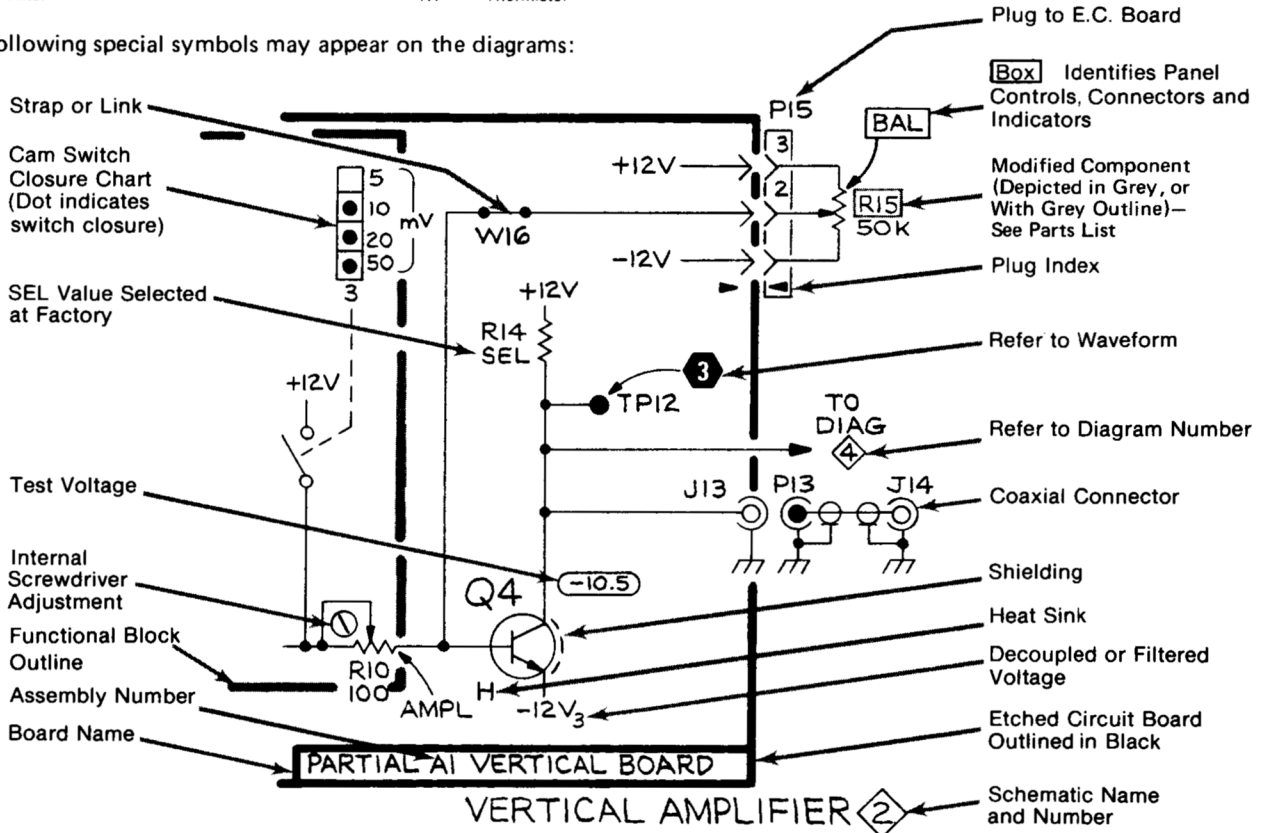 Plug to E.C. Board
ollowing special symbols may appear on the diagrams:
Box Identifies Panel
Controls, Connectors and
Indicators
Strap or Link
Cam Switch
Closure Chart
(Dot indicates
switch closure)
SEL Value Selected
at Factory
Test Voltage
Internal
Screwdriver
Adjustment
Functional Block
Outline
Assembly Number
Board Name
5
10
20
50
mV
3
+12V
W16
+12V
R14
SEL
TP12
3
+12V
-12V
P15
3
2
BAL
R15
50K
TO
DIAG
4
J13
P13
J14
-10.5
Q4
R10
100
AMPL
H
-12V3
PARTIAL A1 VERTICAL BOARD
VERTICAL AMPLIFIER 2
Modified Component
(Depicted in Grey, or
With Grey Outline)—
See Parts List
Plug Index
Refer to Waveform
Refer to Diagram Number
Coaxial Connector
Shielding
Heat Sink
Decoupled or Filtered
Voltage
Etched Circuit Board
Outlined in Black
Schematic Name
and Number